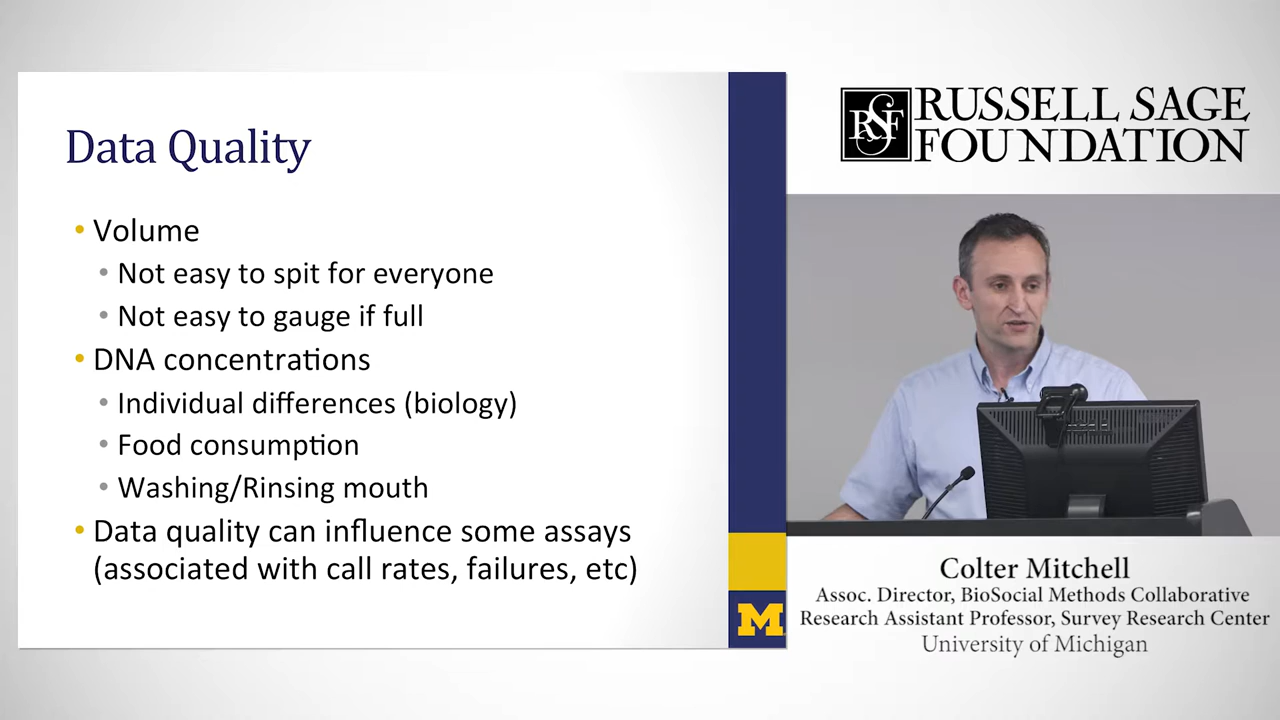 Data Quality
• Volume
• Not easy to spit for everyone
• Not easy to gauge if full
• DNA concentrations
• Individual differences (biology)
• Food consumption
• Washing/Rinsing mouth
• Data quality can influence some assays
(associated with call rates, failures, etc)
M
RSF
RUSSELL SAGE
FOUNDATION
Colter Mitchell
Assoc. Director, BioSocial Methods Collaborative
Research Assistant Professor, Survey Research Center
University of Michigan